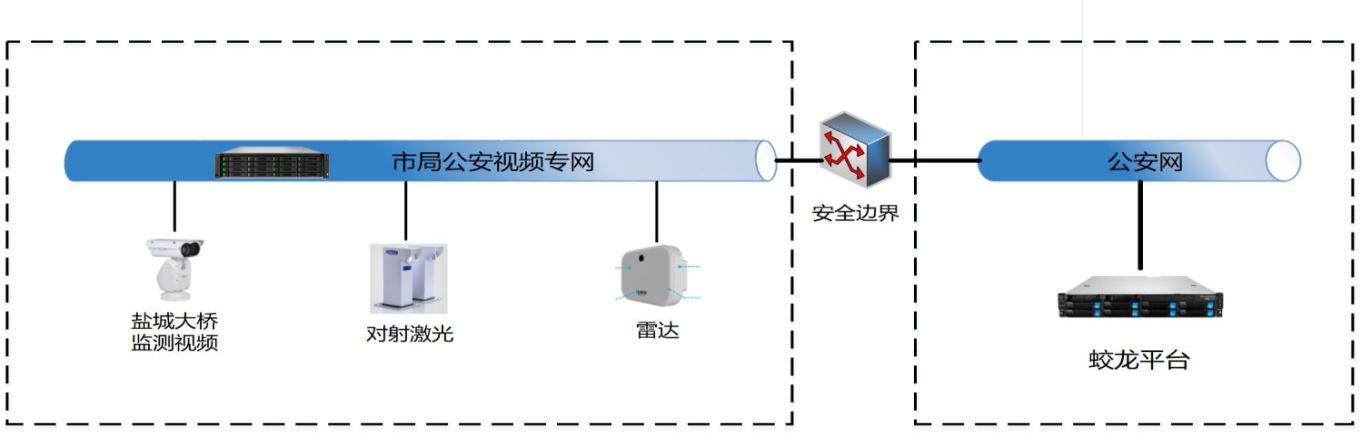 市局公安视频专网
公安网
安全边界
盐城大桥
监测视频
对射激光
雷达
蛟龙平台